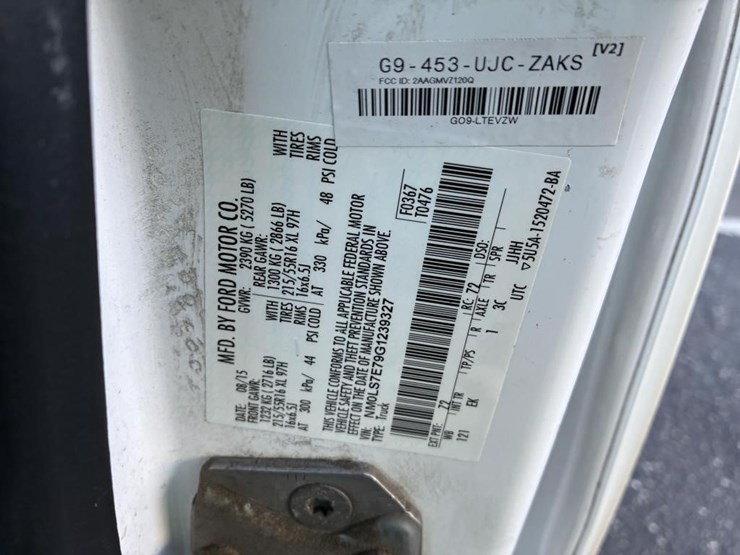 G9-453-UJC-ZAKS [V2]
FCC ID: 2AAGMVZ120Q
GO9-LTEVZW
MFD. BY FORD MOTOR CO.
DATE: 08/15 GVWR: 2390 KG ( 5270 LB)
FRONT GAWR: REAR GAWR:
1232 KG ( 2716 LB) WITH 1300 KG ( 2866 LB) WITH
215/55R16 XL 97H TIRES 215/55R16 XL 97H TIRES
16x6.5J RIMS 16x6.5J RIMS
AT 300 kPa/ 44 PSI COLD AT 330 kPa/ 48 PSI COLD
THIS VEHICLE CONFORMS TO ALL APPLICABLE FEDERAL MOTOR
VEHICLE SAFETY AND THEFT PREVENTION STANDARDS IN
EFFECT ON THE DATE OF MANUFACTURE SHOWN ABOVE.
VIN: NM0LS7E79G1239327 F0367
TYPE: Truck T0476
EXT PNT: Z2 RC: 72 DSO:
WB INT TR TP/PS R AXLE TR SPR
121 EK 1 3C JJHH
UTC ▽5U5A-1520472-BA